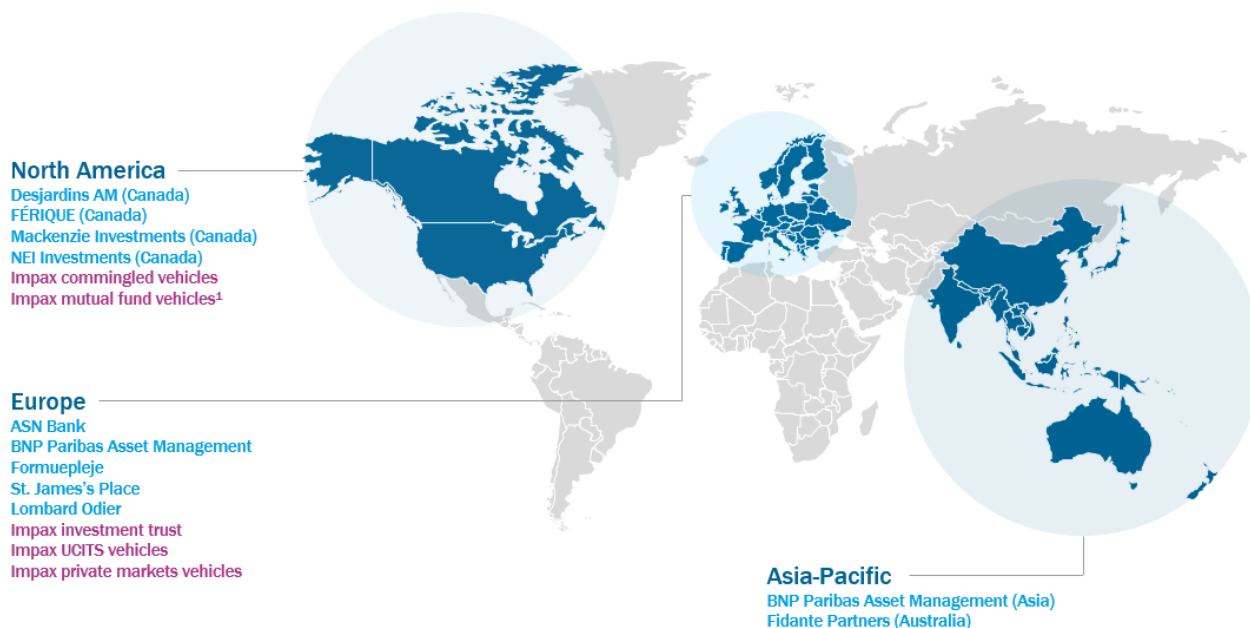 North America
Desjardins AM (Canada)
FÉRIQUE (Canada)
Mackenzie Investments (Canada)
NEI Investments (Canada)
Impax commingled vehicles
Impax mutual fund vehicles¹
Europe
ASN Bank
BNP Paribas Asset Management
Formuepleje
St. James's Place
Lombard Odier
Impax investment trust
Impax UCITS vehicles
Impax private markets vehicles
Asia-Pacific
BNP Paribas Asset Management (Asia)
Fidante Partners (Australia)